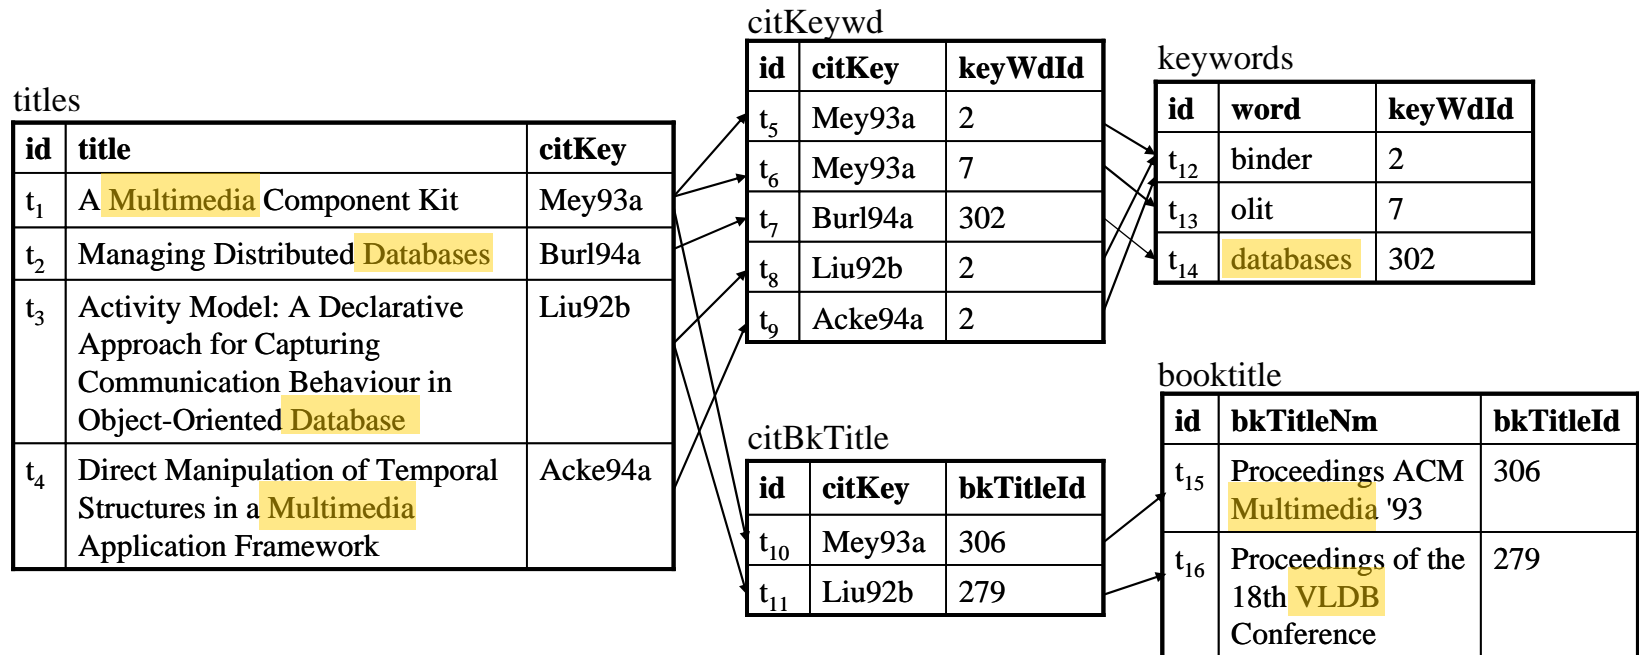 titles
id title citKey
t1 A Multimedia Component Kit Mey93a
t2 Managing Distributed Databases Burl94a
t3 Activity Model: A Declarative Liu92b
Approach for Capturing
Communication Behaviour in
Object-Oriented Database
t4 Direct Manipulation of Temporal Acke94a
Structures in a Multimedia
Application Framework
citKeywd
id citKey keyWdId
t5 Mey93a 2
t6 Mey93a 7
t7 Burl94a 302
t8 Liu92b 2
t9 Acke94a 2
citBkTitle
id citKey bkTitleId
t10 Mey93a 306
t11 Liu92b 279
keywords
id word keyWdId
t12 binder 2
t13 olit 7
t14 databases 302
booktitle
id bkTitleNm bkTitleId
t15 Proceedings ACM 306
Multimedia '93
t16 Proceedings of the 279
18th VLDB
Conference